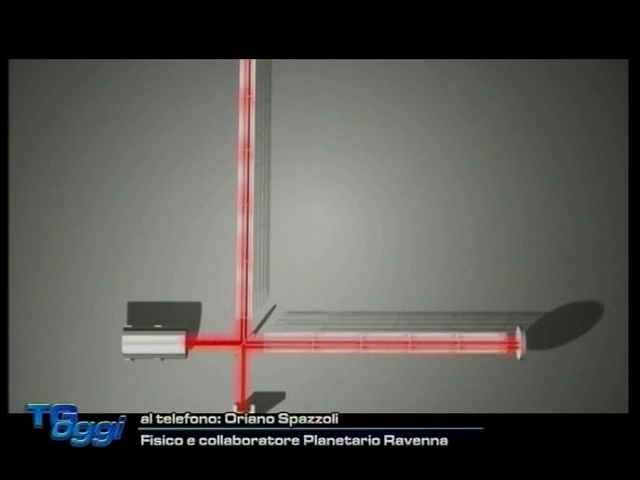 TG oggi
al telefono: Oriano Spazzoli
Fisico e collaboratore Planetario Ravenna